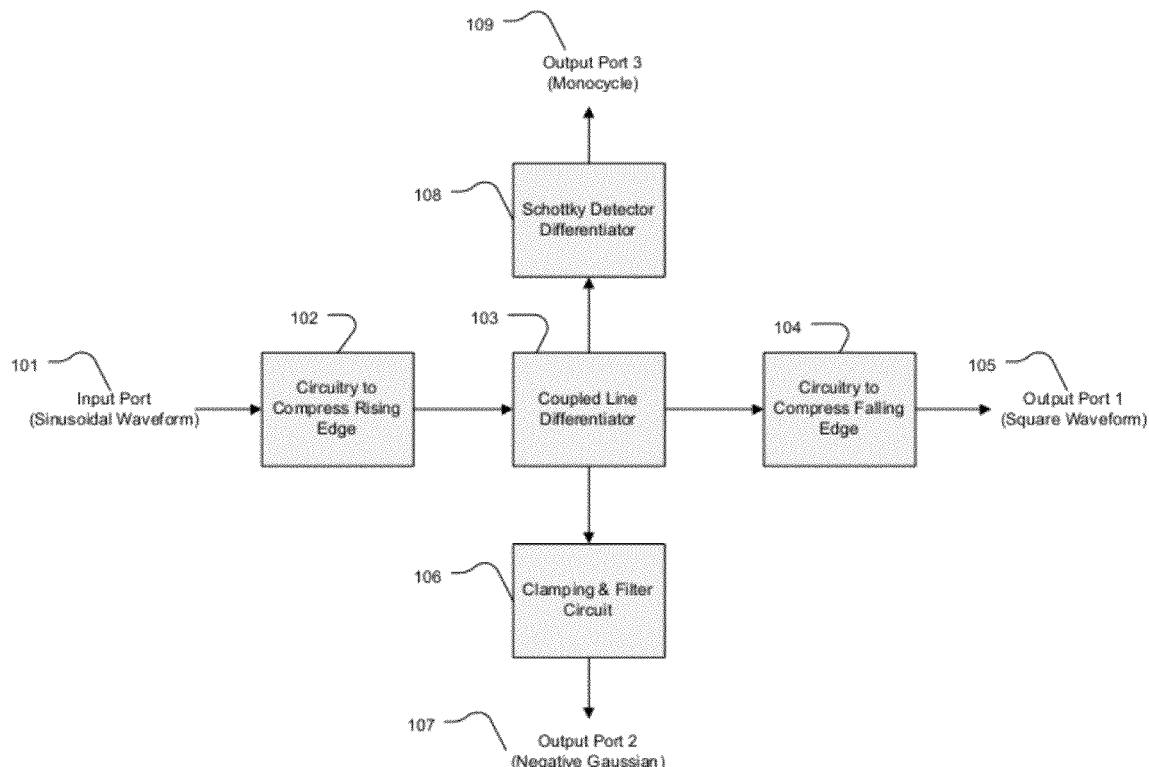 109
Output Port 3
(Monocycle)
108
Schottky Detector
Differentiator
102
103
104
101
105
Input Port
(Sinusoidal Waveform)
Circuitry to
Compress Rising
Edge
Coupled Line
Differentiator
Circuitry to
Compress Falling
Edge
Output Port 1
(Square Waveform)
106
Clamping & Filter
Circuit
107
Output Port 2
(Negative Gaussian)